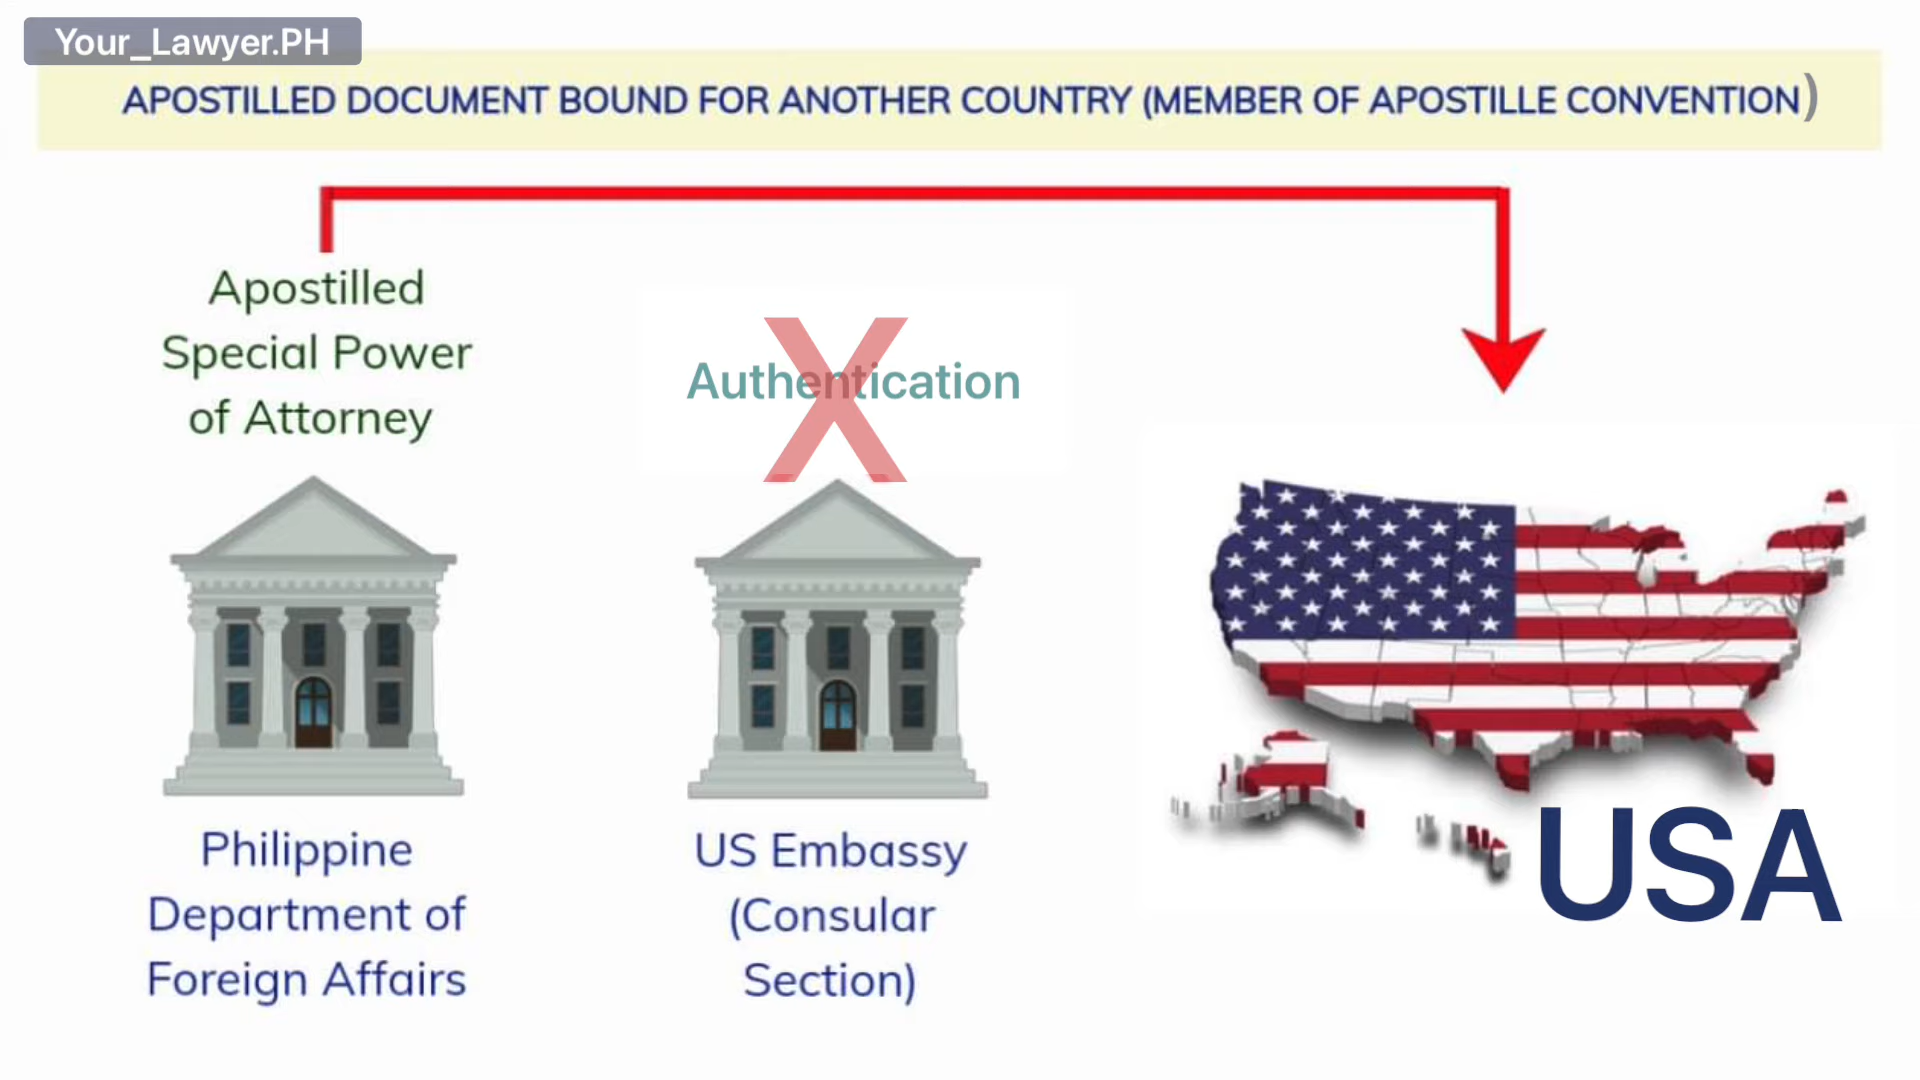 Your_Lawyer.PH
APOSTILLED DOCUMENT BOUND FOR ANOTHER COUNTRY (MEMBER OF APOSTILLE CONVENTION)
Apostilled
Special Power
of Attorney
Authentication
X
Philippine
Department of
Foreign Affairs
US Embassy
(Consular
Section)
USA